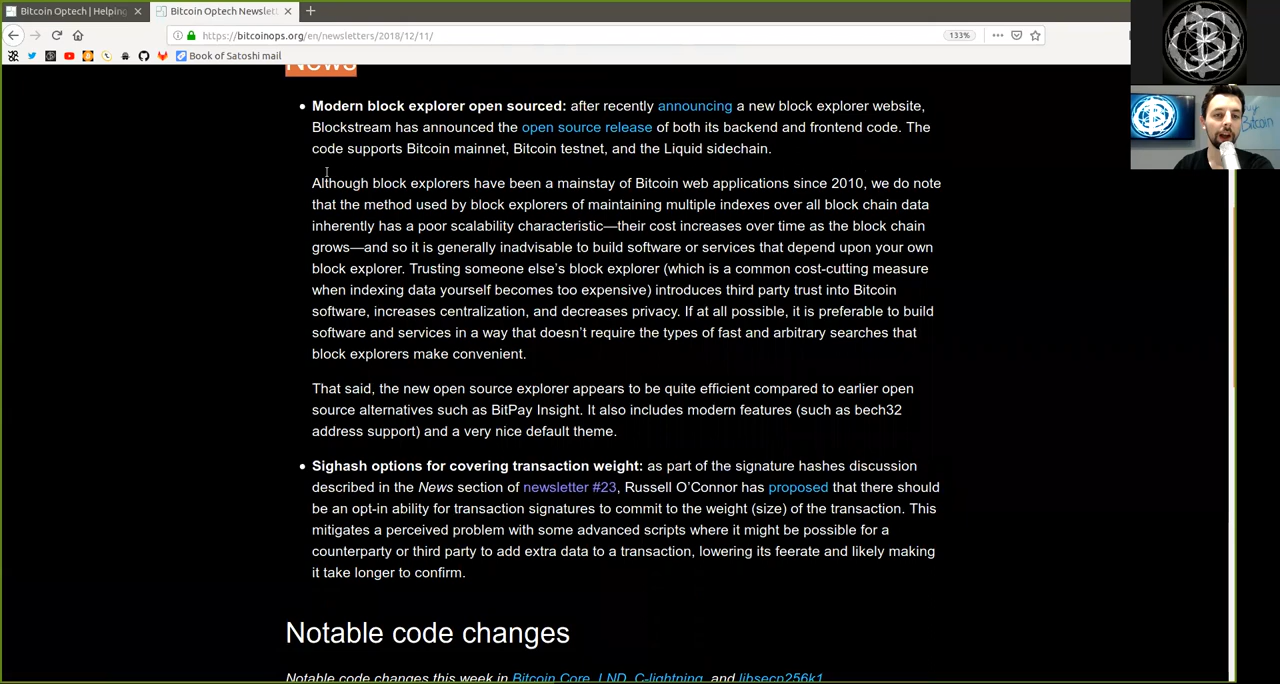 Bitcoin Optech | Helping
Bitcoin Optech Newslett
https://bitcoinops.org/en/newsletters/2018/12/11/
133%
Book of Satoshi mail
Buy
Bitcoin
News
Modern block explorer open sourced: after recently announcing a new block explorer website,
Blockstream has announced the open source release of both its backend and frontend code. The
code supports Bitcoin mainnet, Bitcoin testnet, and the Liquid sidechain.
Although block explorers have been a mainstay of Bitcoin web applications since 2010, we do note
that the method used by block explorers of maintaining multiple indexes over all block chain data
inherently has a poor scalability characteristic—their cost increases over time as the block chain
grows—and so it is generally inadvisable to build software or services that depend upon your own
block explorer. Trusting someone else’s block explorer (which is a common cost-cutting measure
when indexing data yourself becomes too expensive) introduces third party trust into Bitcoin
software, increases centralization, and decreases privacy. If at all possible, it is preferable to build
software and services in a way that doesn’t require the types of fast and arbitrary searches that
block explorers make convenient.
That said, the new open source explorer appears to be quite efficient compared to earlier open
source alternatives such as BitPay Insight. It also includes modern features (such as bech32
address support) and a very nice default theme.
Sighash options for covering transaction weight: as part of the signature hashes discussion
described in the News section of newsletter #23, Russell O’Connor has proposed that there should
be an opt-in ability for transaction signatures to commit to the weight (size) of the transaction. This
mitigates a perceived problem with some advanced scripts where it might be possible for a
counterparty or third party to add extra data to a transaction, lowering its feerate and likely making
it take longer to confirm.
Notable code changes
Notable code changes this week in Bitcoin Core, LND, C-lightning, and libsecp256k1.